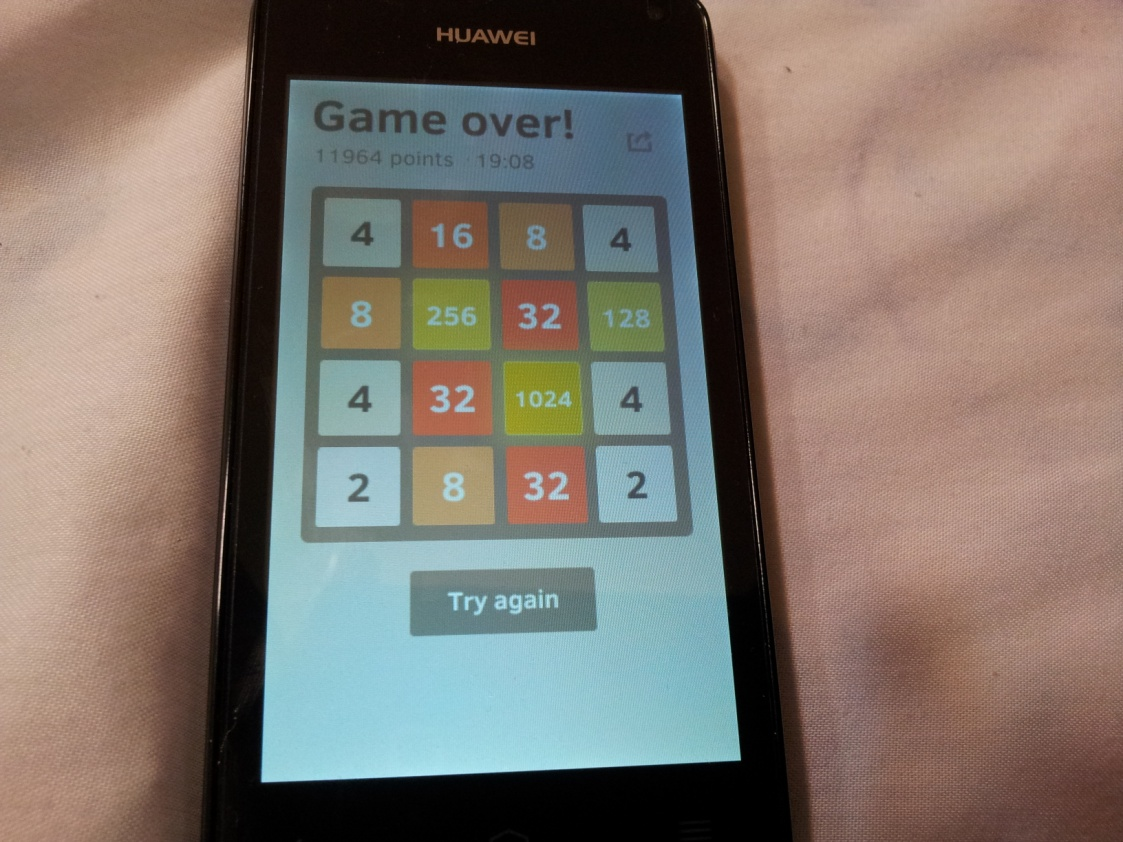 HUAWEI
Game over!
11964 points · 19:08
4 16 8 4
8 256 32 128
4 32 1024 4
2 8 32 2
Try again